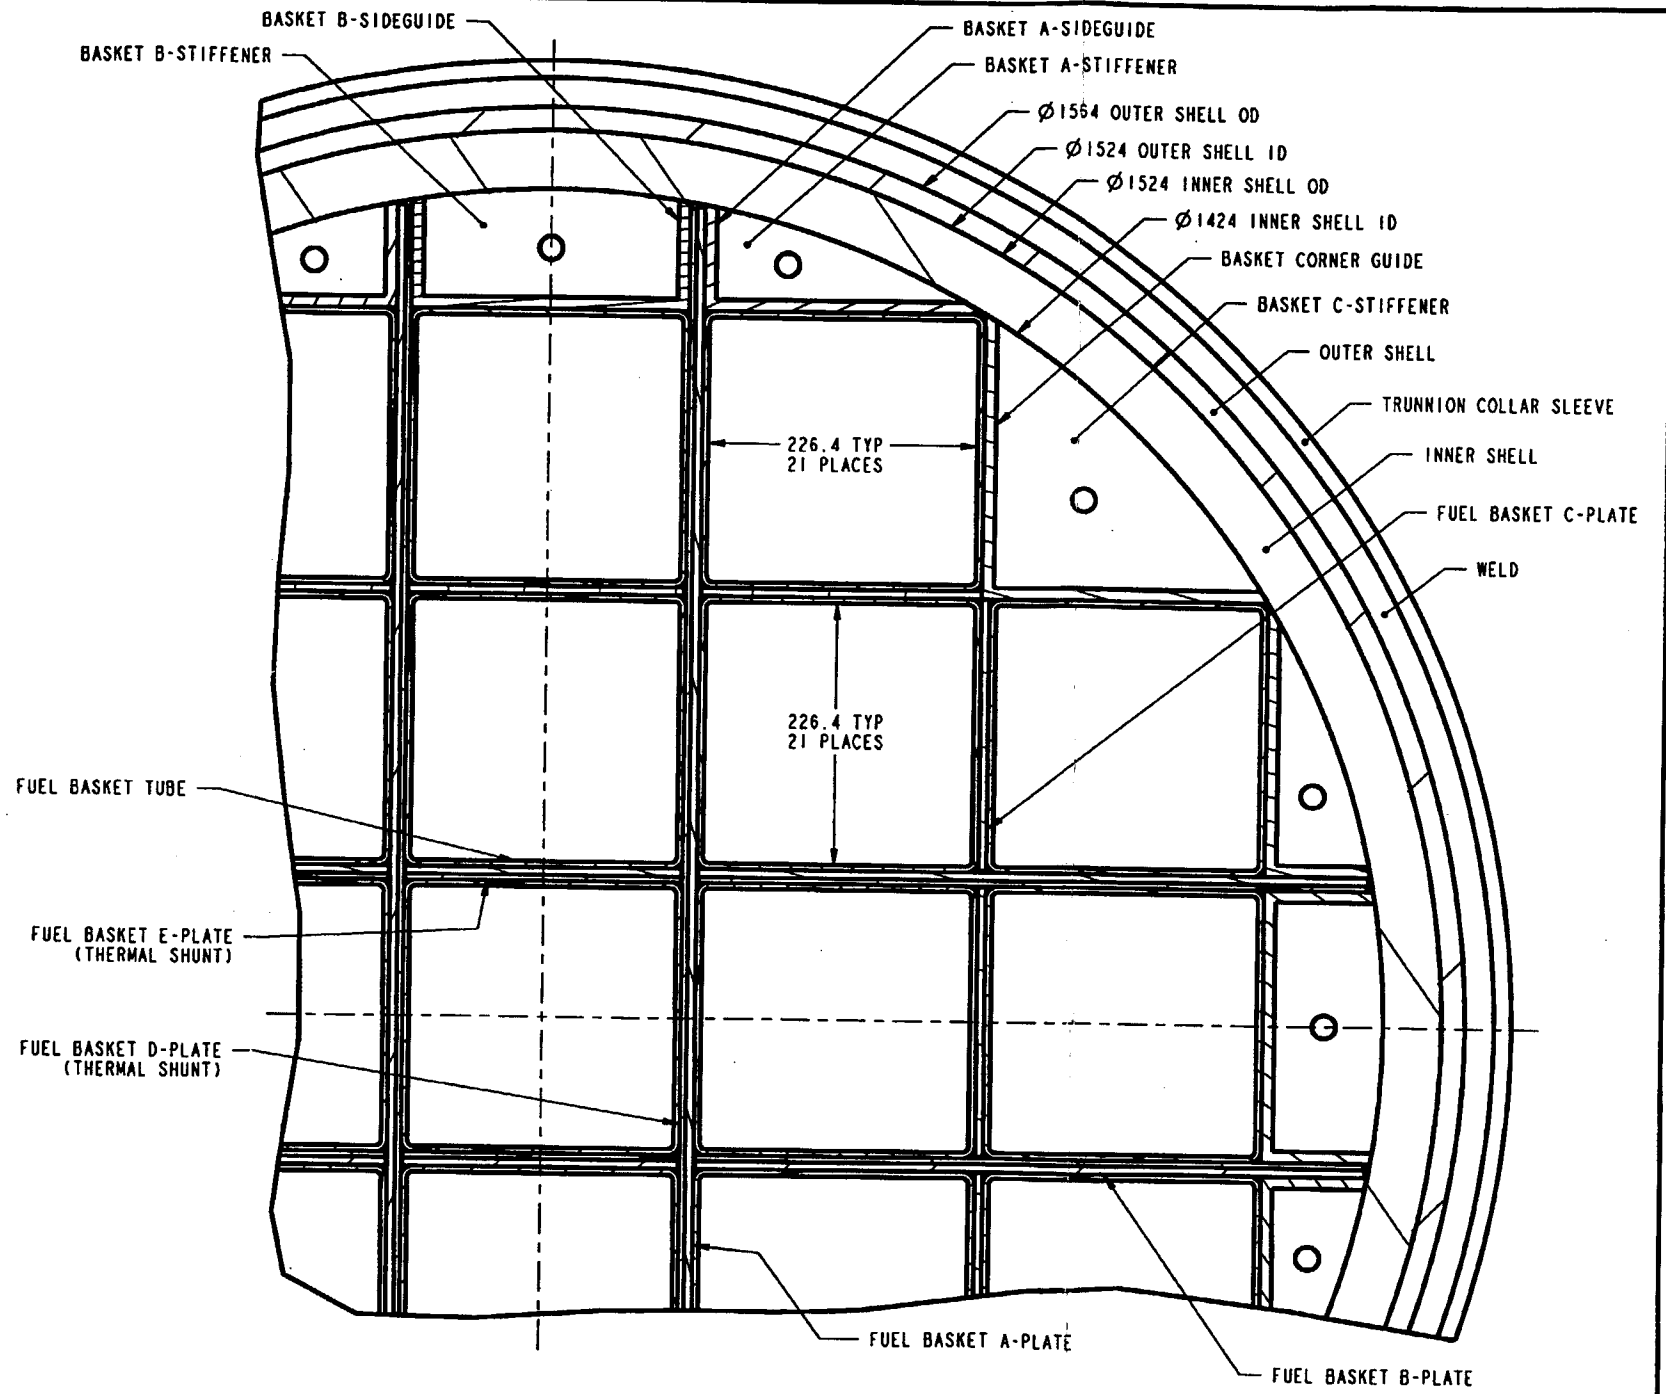 BASKET B-SIDEGUIDE
BASKET A-SIDEGUIDE
BASKET B-STIFFENER
BASKET A-STIFFENER
Ø1564 OUTER SHELL OD
Ø1524 OUTER SHELL ID
Ø1524 INNER SHELL OD
Ø1424 INNER SHELL ID
BASKET CORNER GUIDE
BASKET C-STIFFENER
OUTER SHELL
TRUNNION COLLAR SLEEVE
226.4 TYP
21 PLACES
INNER SHELL
FUEL BASKET C-PLATE
WELD
226.4 TYP
21 PLACES
FUEL BASKET TUBE
FUEL BASKET E-PLATE
(THERMAL SHUNT)
FUEL BASKET D-PLATE
(THERMAL SHUNT)
FUEL BASKET A-PLATE
FUEL BASKET B-PLATE